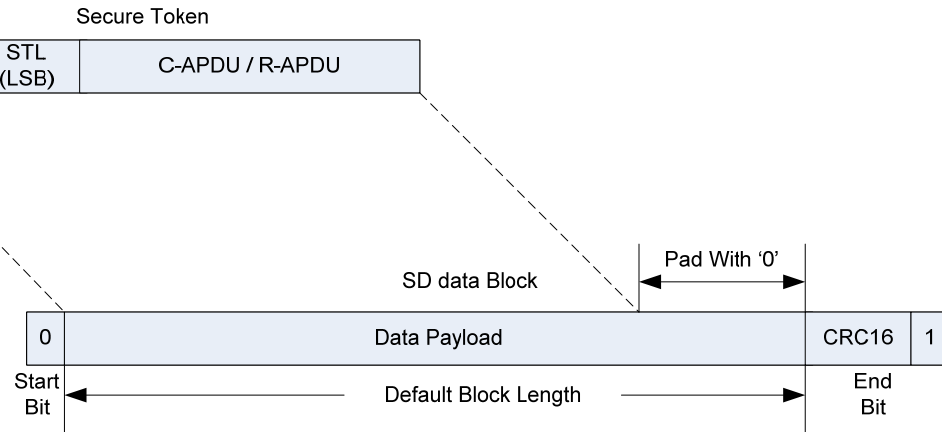 Secure Token
STL
(LSB)
C-APDU / R-APDU
Pad With ‘0’
SD data Block
0
Data Payload
CRC16
1
Start
Bit
Default Block Length
End
Bit